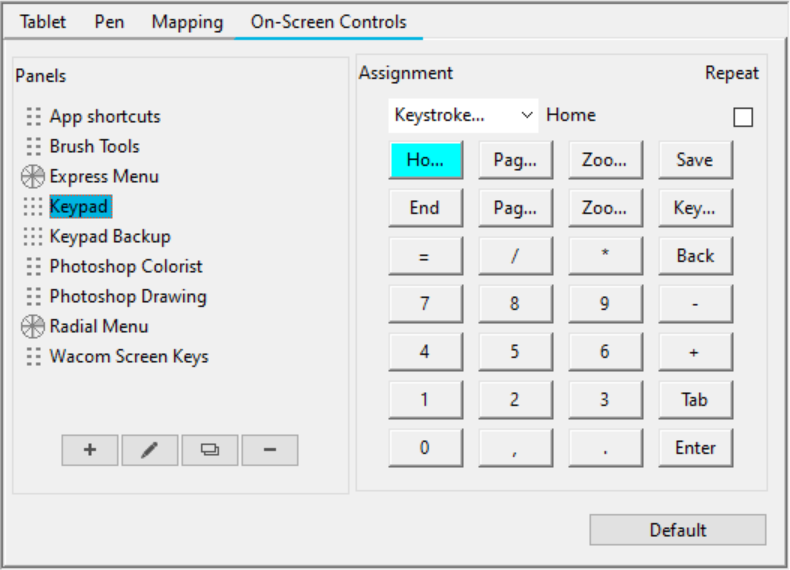 Tablet Pen Mapping On-Screen Controls
Panels
App shortcuts
Brush Tools
Express Menu
Keypad
Keypad Backup
Photoshop Colorist
Photoshop Drawing
Radial Menu
Wacom Screen Keys
+ −
Assignment Repeat
Keystroke... Home
Ho... Pag... Zoo... Save
End Pag... Zoo... Key...
= / * Back
7 8 9 -
4 5 6 +
1 2 3 Tab
0 , . Enter
Default